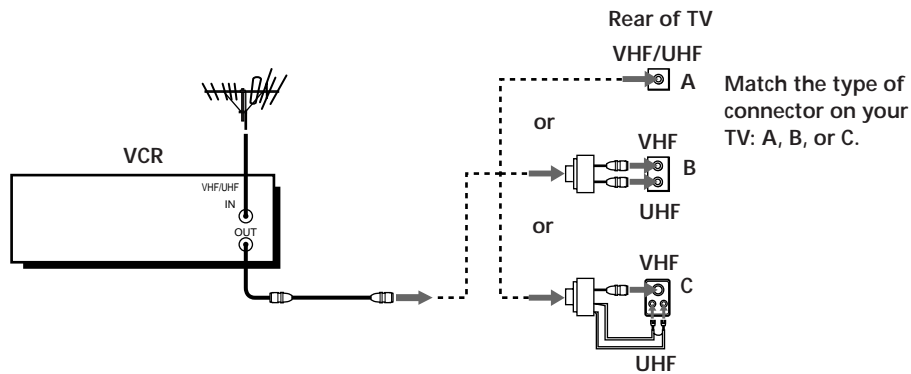 Rear of TV
VHF/UHF
A
Match the type of
connector on your
TV: A, B, or C.
or
VHF
B
UHF
VCR
VHF/UHF
IN
OUT
or
VHF
C
UHF